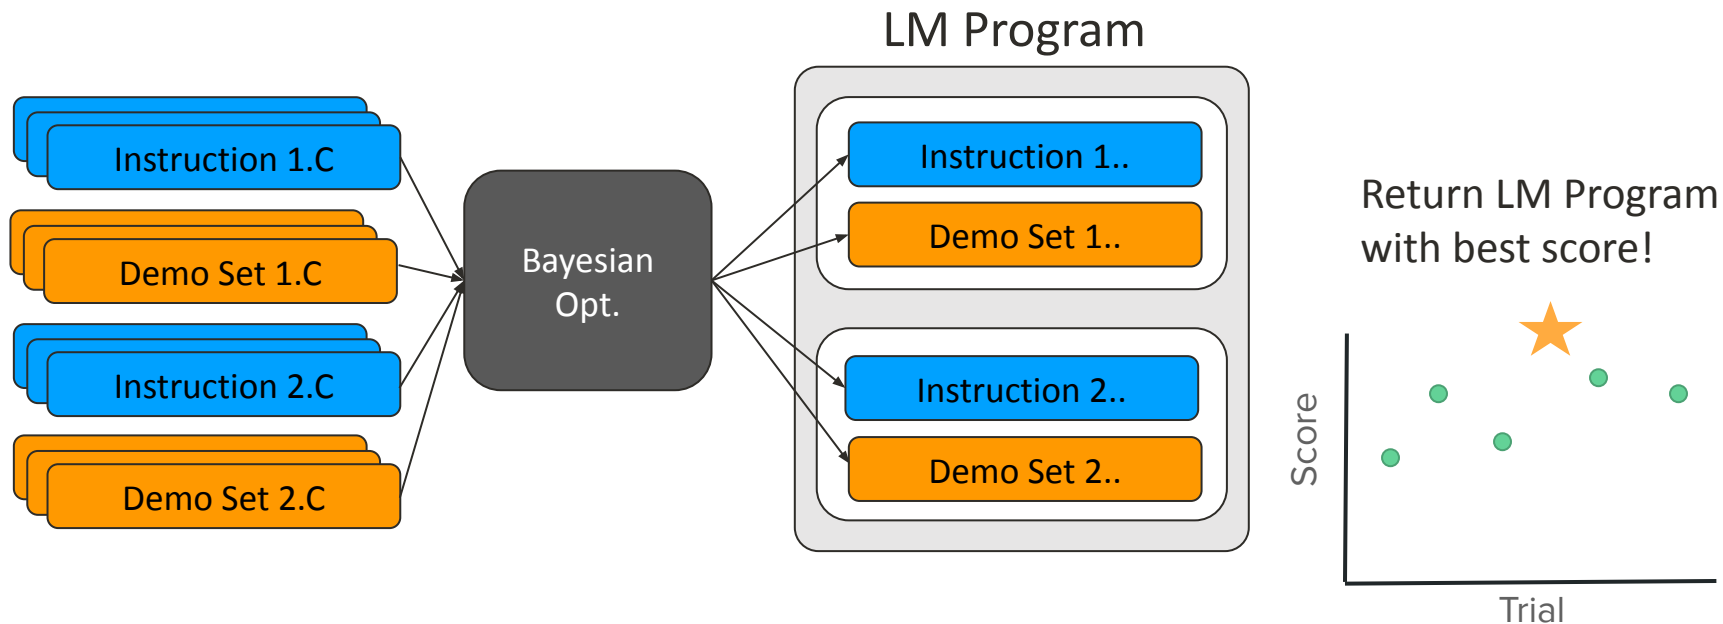 LM Program
Instruction 1.C
Demo Set 1.C
Instruction 2.C
Demo Set 2.C
Bayesian
Opt.
Instruction 1..
Demo Set 1..
Instruction 2..
Demo Set 2..
Return LM Program
with best score!
Score
Trial